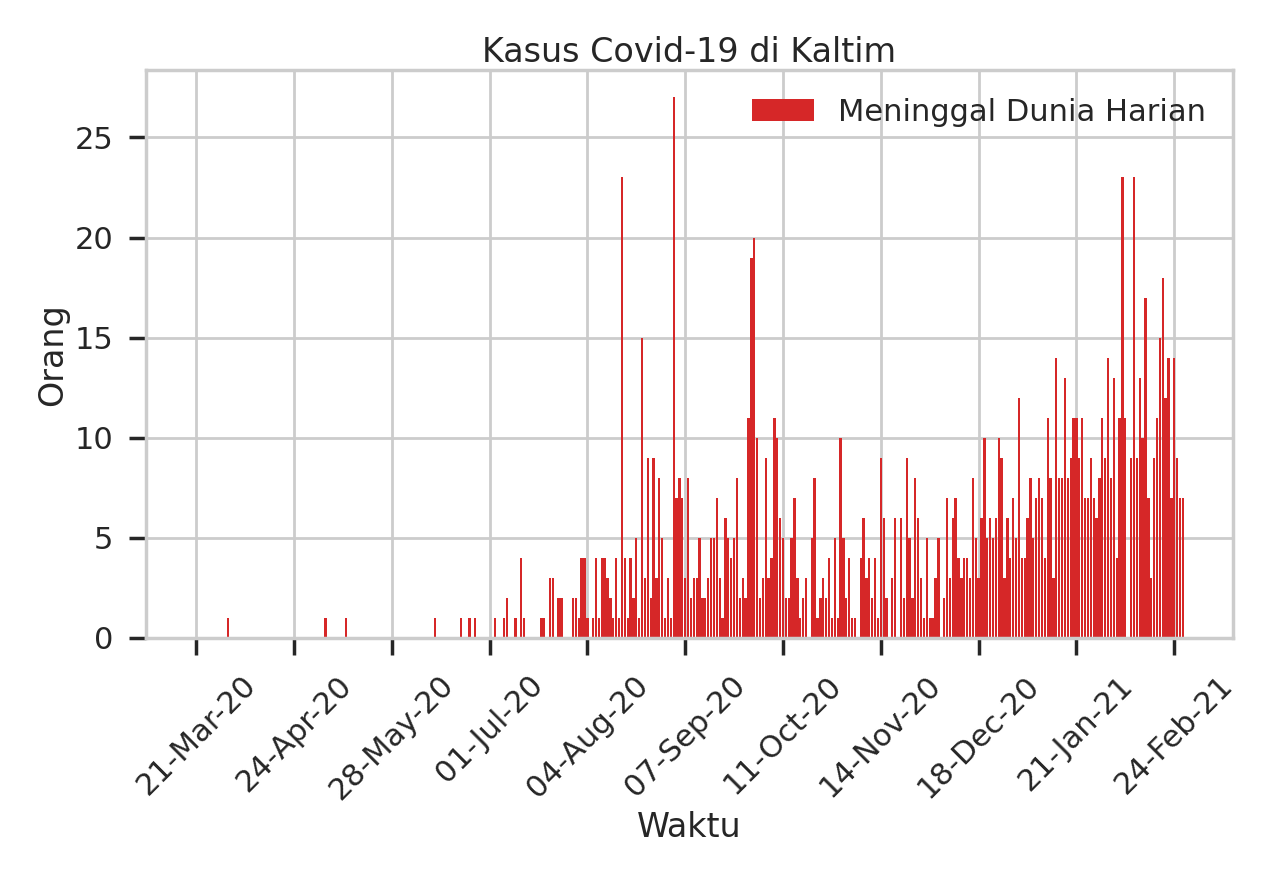 Kasus Covid-19 di Kaltim
Meninggal Dunia Harian
Orang
25
20
15
10
5
0
21-Mar-20
24-Apr-20
28-May-20
01-Jul-20
04-Aug-20
07-Sep-20
11-Oct-20
14-Nov-20
18-Dec-20
21-Jan-21
24-Feb-21
Waktu